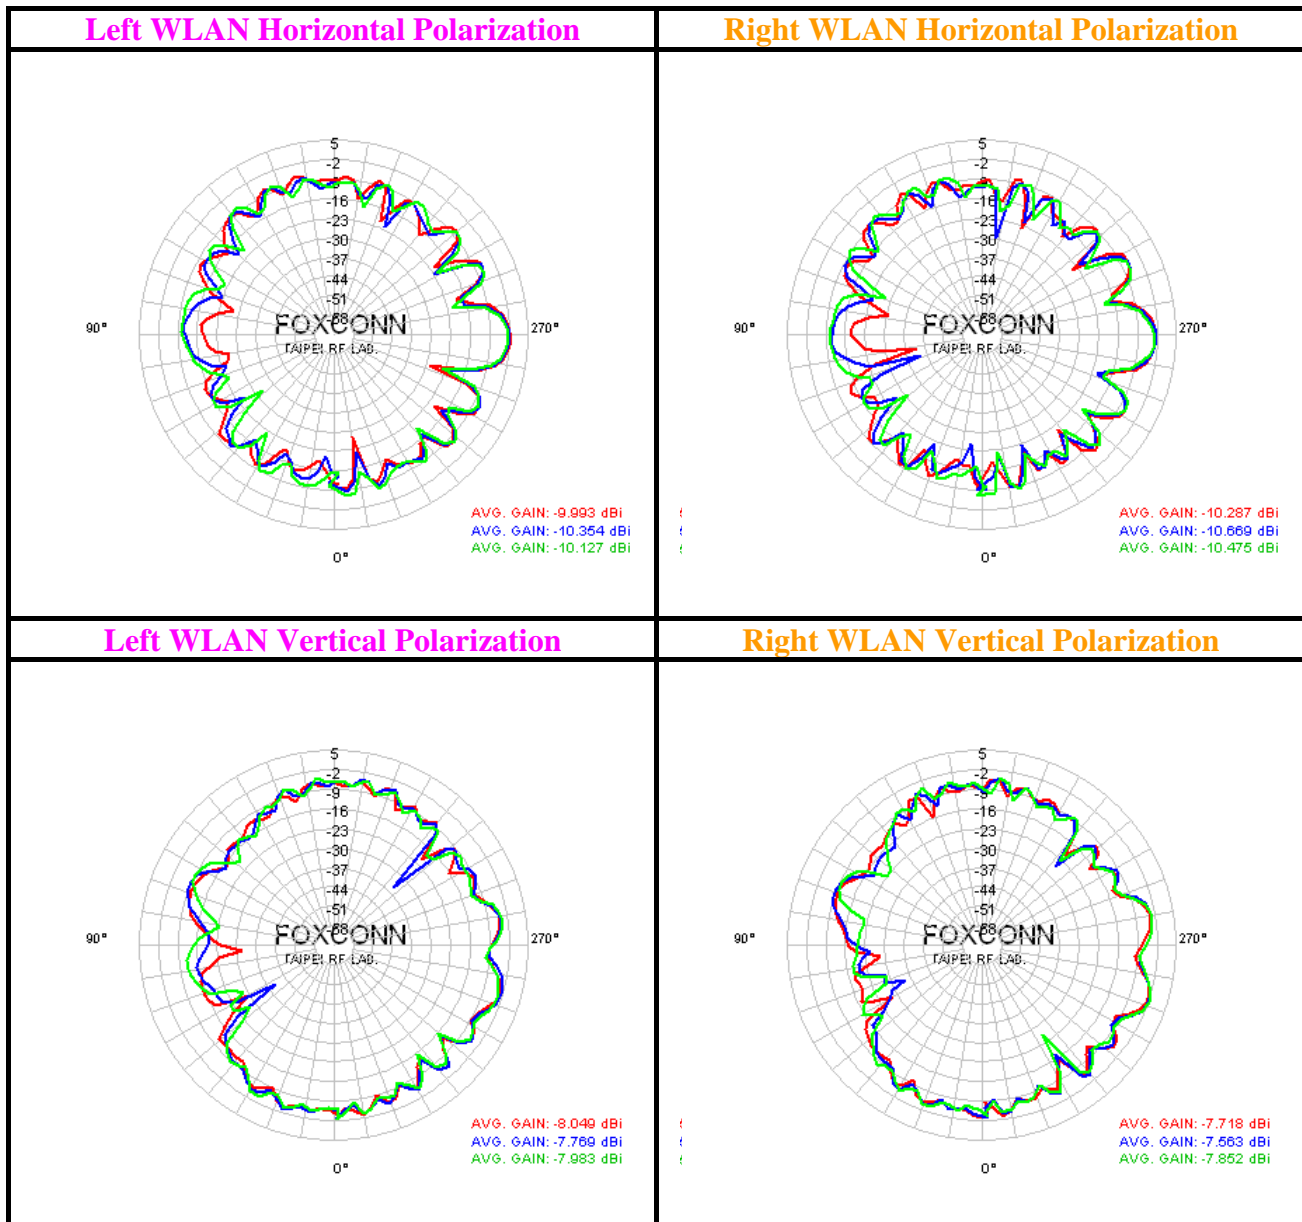 Left WLAN Horizontal Polarization
Right WLAN Horizontal Polarization
5
-2
-16
-23
-30
-37
-44
-51
-58
90°
FOXCONN
270°
TAIPEI RF LAB.
AVG. GAIN: -9.993 dBi
AVG. GAIN: -10.354 dBi
AVG. GAIN: -10.127 dBi
0°
5
-2
-16
-23
-30
-37
-44
-51
-58
90°
FOXCONN
270°
TAIPEI RF LAB.
AVG. GAIN: -10.287 dBi
AVG. GAIN: -10.669 dBi
AVG. GAIN: -10.475 dBi
0°
Left WLAN Vertical Polarization
Right WLAN Vertical Polarization
5
-2
-9
-16
-23
-30
-37
-44
-51
-58
90°
FOXCONN
270°
TAIPEI RF LAB.
AVG. GAIN: -8.049 dBi
AVG. GAIN: -7.769 dBi
AVG. GAIN: -7.983 dBi
0°
5
-2
-9
-16
-23
-30
-37
-44
-51
-58
90°
FOXCONN
270°
TAIPEI RF LAB.
AVG. GAIN: -7.718 dBi
AVG. GAIN: -7.563 dBi
AVG. GAIN: -7.852 dBi
0°